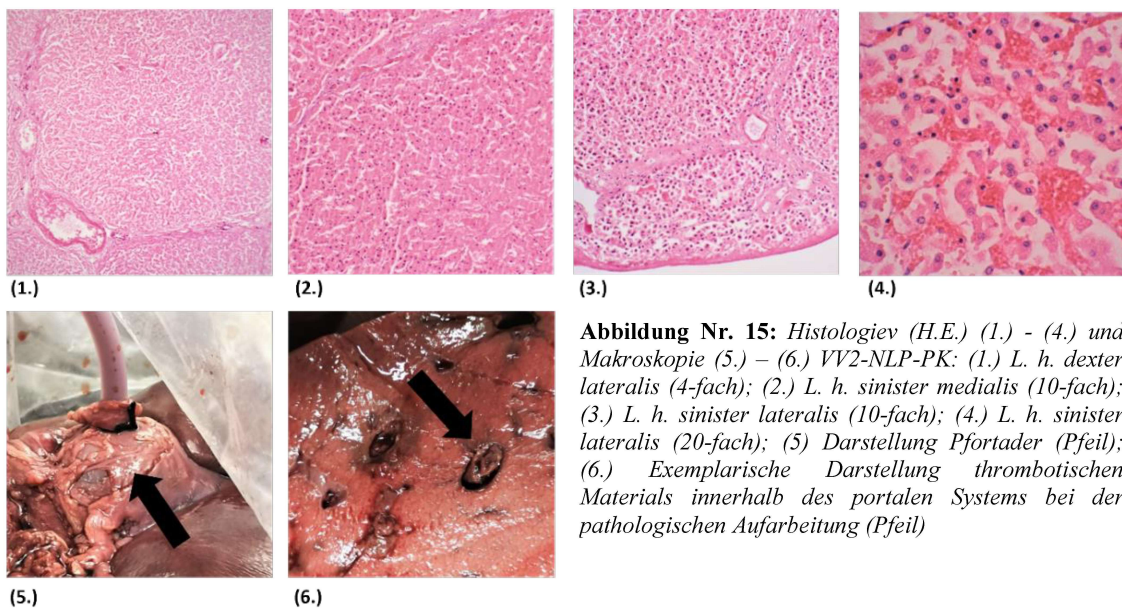 (1.)
(2.)
(3.)
(4.)
(5.)
(6.)
Abbildung Nr. 15: Histologiev (H.E.) (1.) - (4.) und
Makroskopie (5.) – (6.) VV2-NLP-PK: (1.) L. h. dexter
lateralis (4-fach); (2.) L. h. sinister medialis (10-fach);
(3.) L. h. sinister lateralis (10-fach); (4.) L. h. sinister
lateralis (20-fach); (5) Darstellung Pfortader (Pfeil);
(6.) Exemplarische Darstellung thrombotischen
Materials innerhalb des portalen Systems bei der
pathologischen Aufarbeitung (Pfeil)